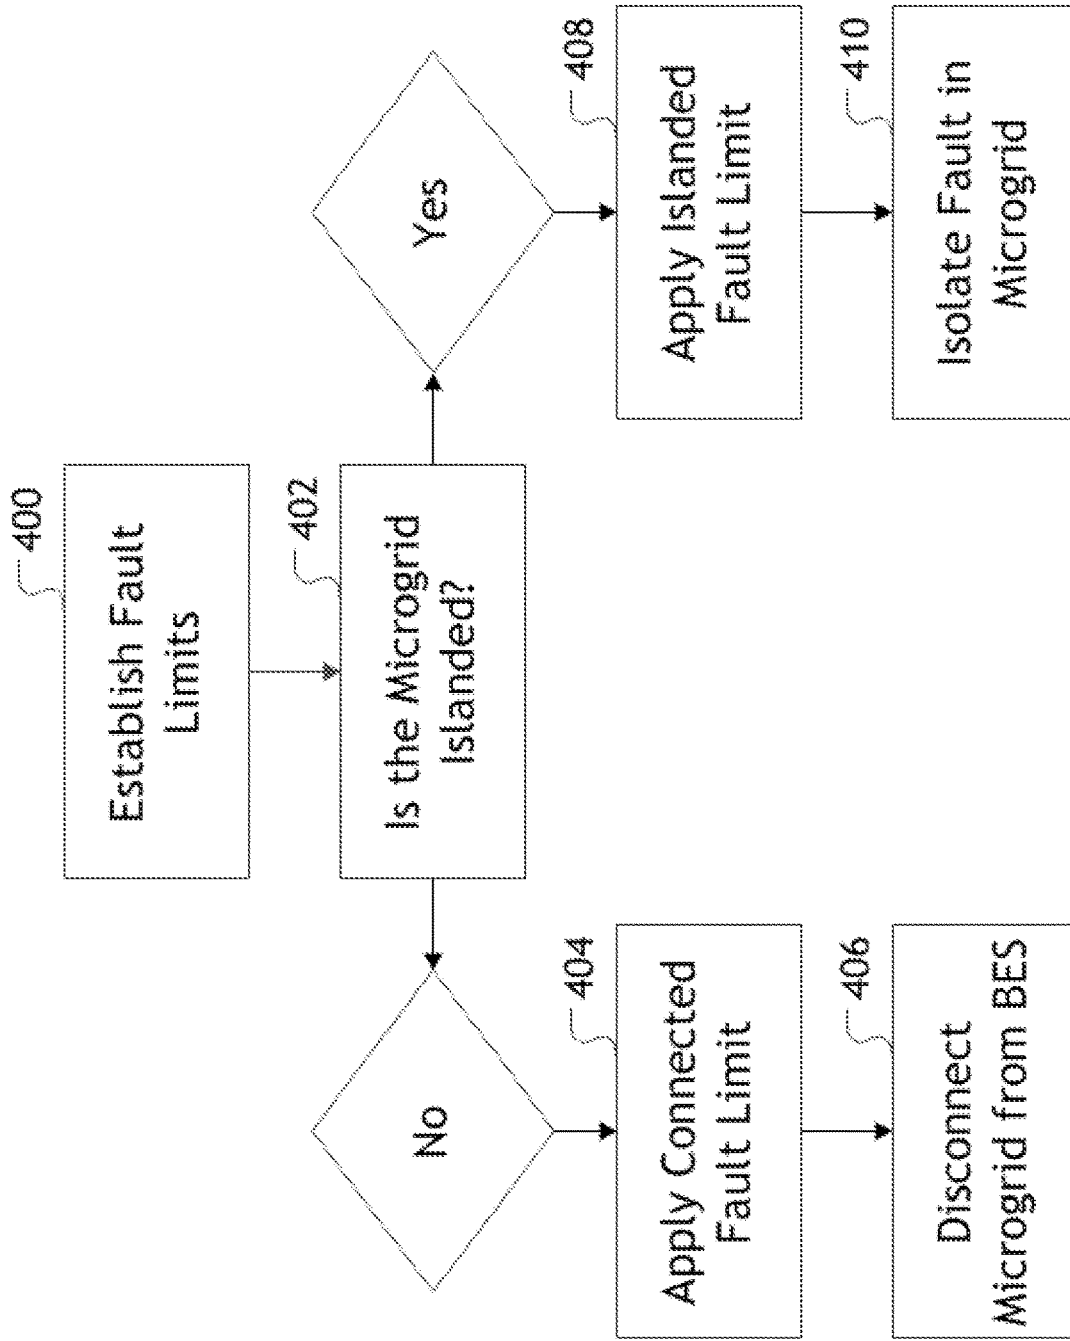 400
Establish Fault
Limits
402
Is the Microgrid
Islanded?
No
Yes
404
Apply Connected
Fault Limit
408
Apply Islanded
Fault Limit
406
Disconnect
Microgrid from BES
410
Isolate Fault in
Microgrid